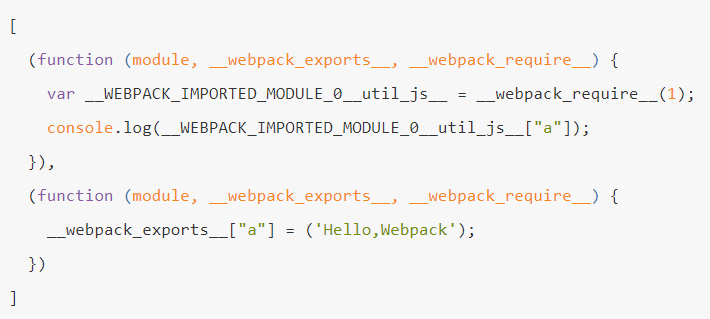 [
  (function (module, __webpack_exports__, __webpack_require__) {
    var __WEBPACK_IMPORTED_MODULE_0__util_js__ = __webpack_require__(1);
    console.log(__WEBPACK_IMPORTED_MODULE_0__util_js__["a"]);
  }),
  (function (module, __webpack_exports__, __webpack_require__) {
    __webpack_exports__["a"] = ('Hello,Webpack');
  })
]